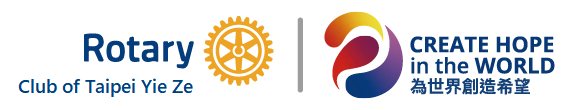 Rotary
Club of Taipei Yie Ze
CREATE HOPE
in the WORLD
為世界創造希望